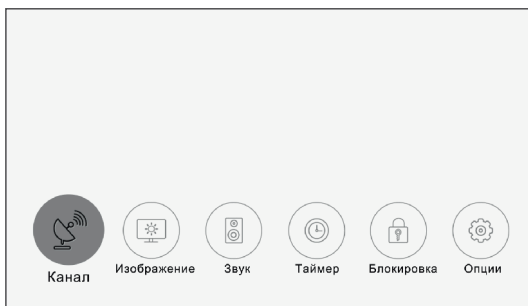 Канал
Изображение
Звук
Таймер
Блокировка
Опции